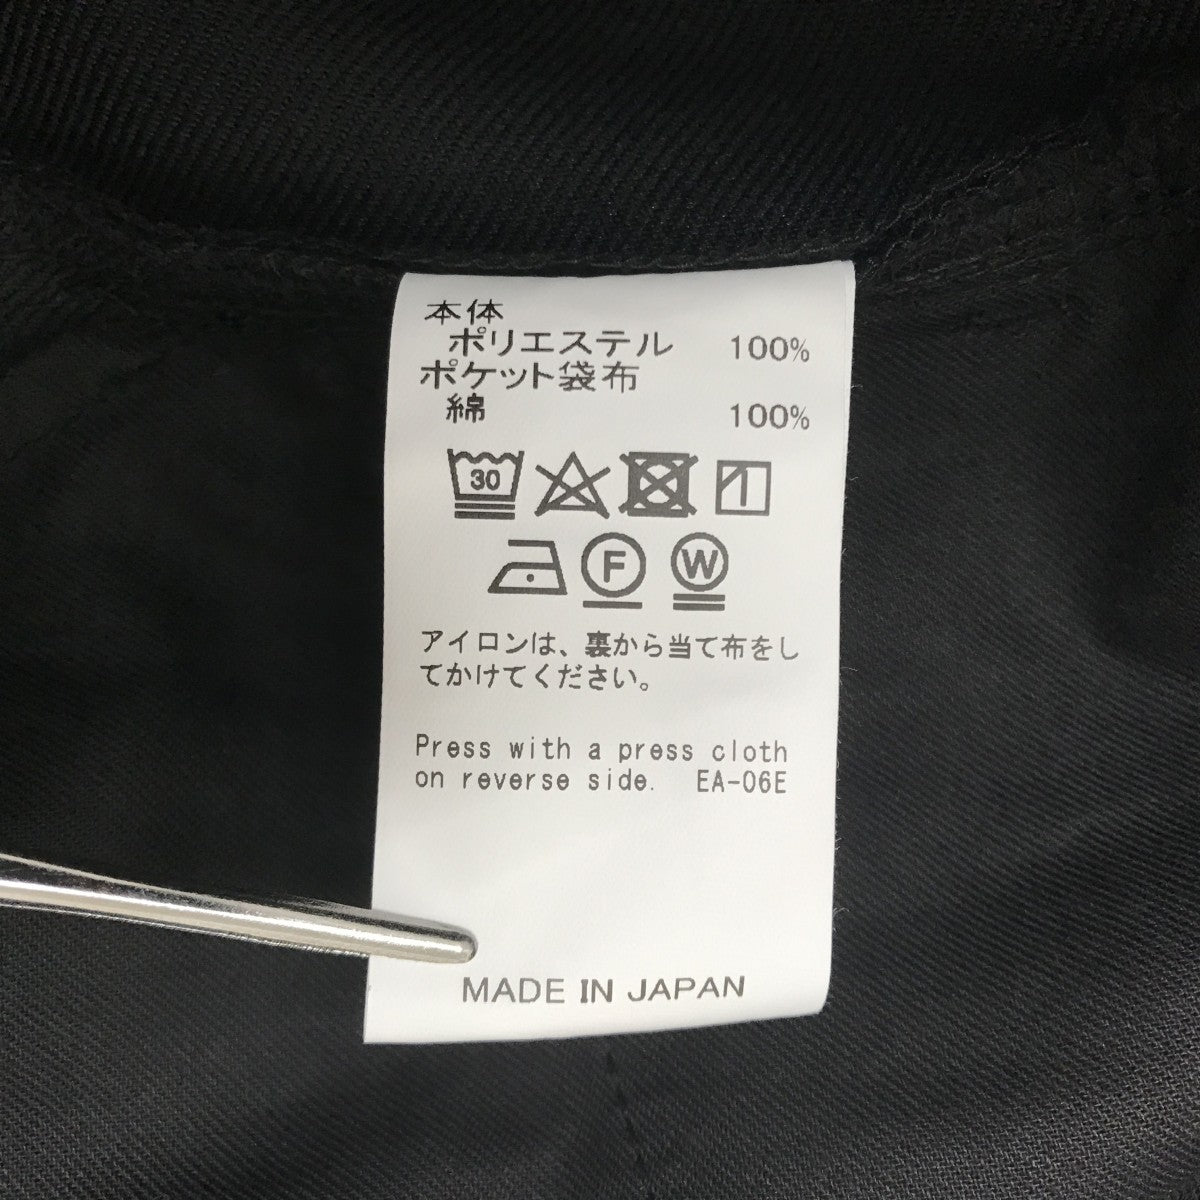 本体
ポリエステル 100%
ポケット袋布
綿 100%
30
F W
アイロンは、裏から当て布をし
てかけてください。
Press with a press cloth
on reverse side. EA-06E
MADE IN JAPAN